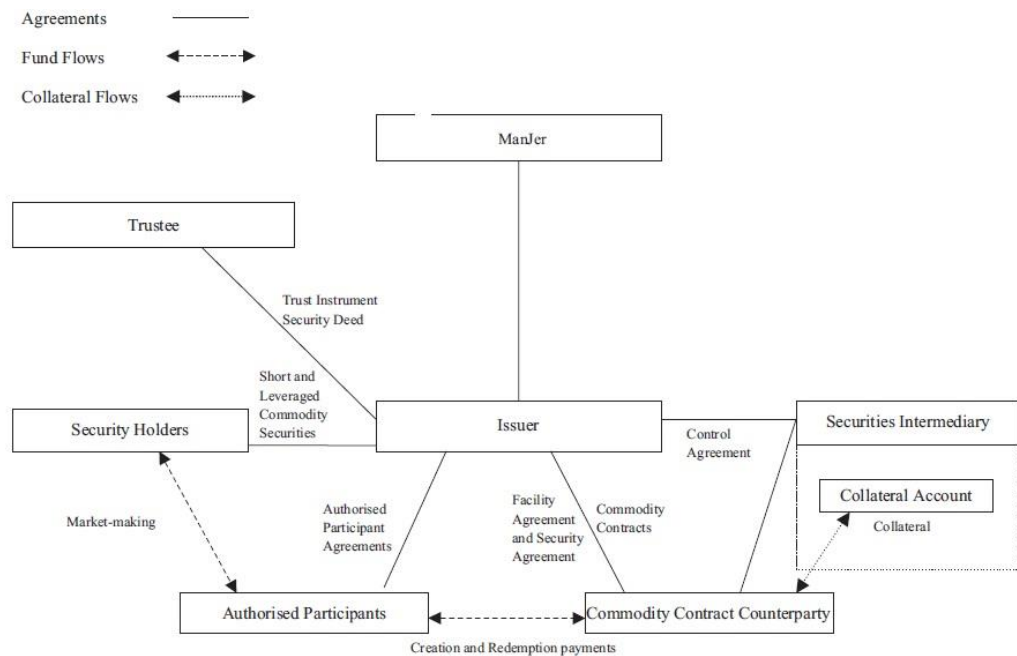 Agreements
Fund Flows
Collateral Flows
ManJer
Trustee
Trust Instrument
Security Deed
Short and
Leveraged
Commodity
Securities
Security Holders
Issuer
Control
Agreement
Securities Intermediary
Collateral Account
Collateral
Market-making
Authorised
Participant
Agreements
Facility
Agreement
and Security
Agreement
Commodity
Contracts
Authorised Participants
Commodity Contract Counterparty
Creation and Redemption payments